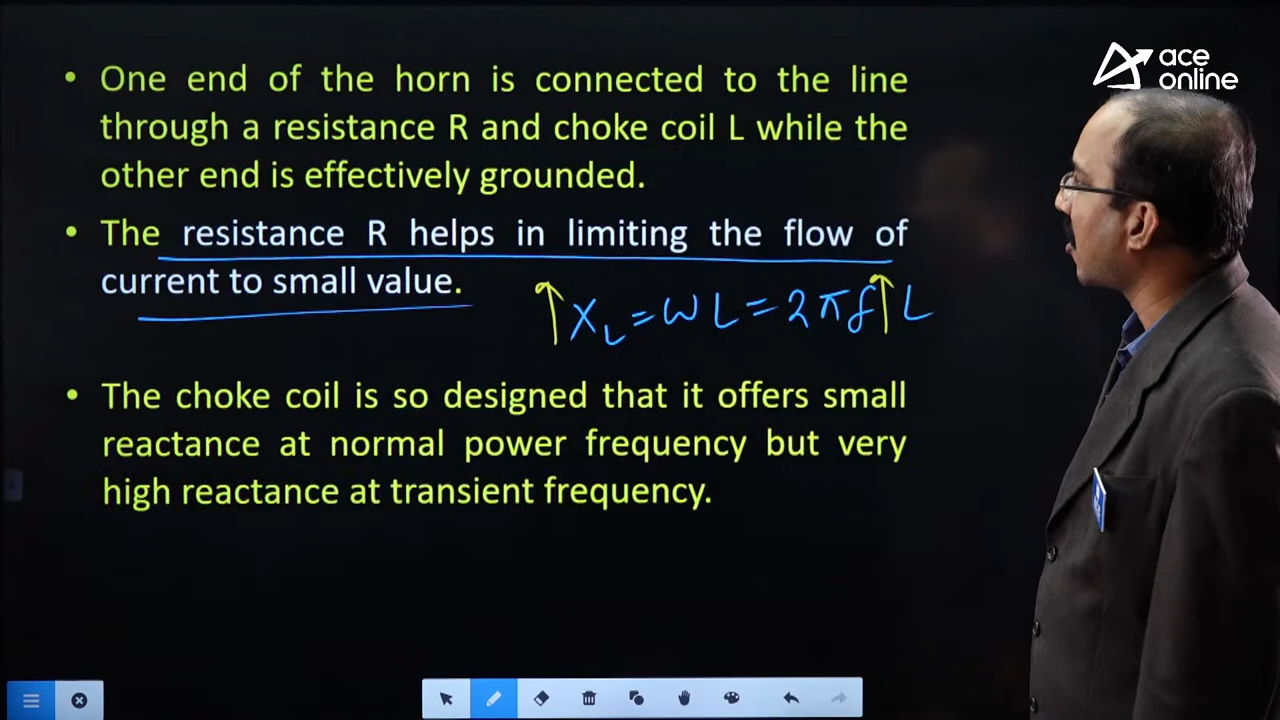 ace
online
• One end of the horn is connected to the line
through a resistance R and choke coil L while the
other end is effectively grounded.
• The resistance R helps in limiting the flow of
current to small value.
↑X_L = ωL = 2πf↑L
• The choke coil is so designed that it offers small
reactance at normal power frequency but very
high reactance at transient frequency.